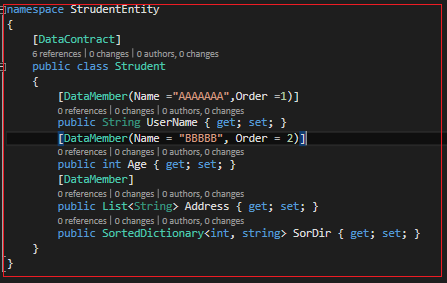 namespace StrudentEntity
{
[DataContract]
6 references | 0 changes | 0 authors, 0 changes
public class Strudent
{
[DataMember(Name ="AAAAAAA",Order =1)]
0 references | 0 changes | 0 authors, 0 changes
public String UserName { get; set; }
[DataMember(Name = "BBBBB", Order = 2)]
0 references | 0 changes | 0 authors, 0 changes
public int Age { get; set; }
[DataMember]
0 references | 0 changes | 0 authors, 0 changes
public List<String> Address { get; set; }
0 references | 0 changes | 0 authors, 0 changes
public SortedDictionary<int, string> SorDir { get; set; }
}
}